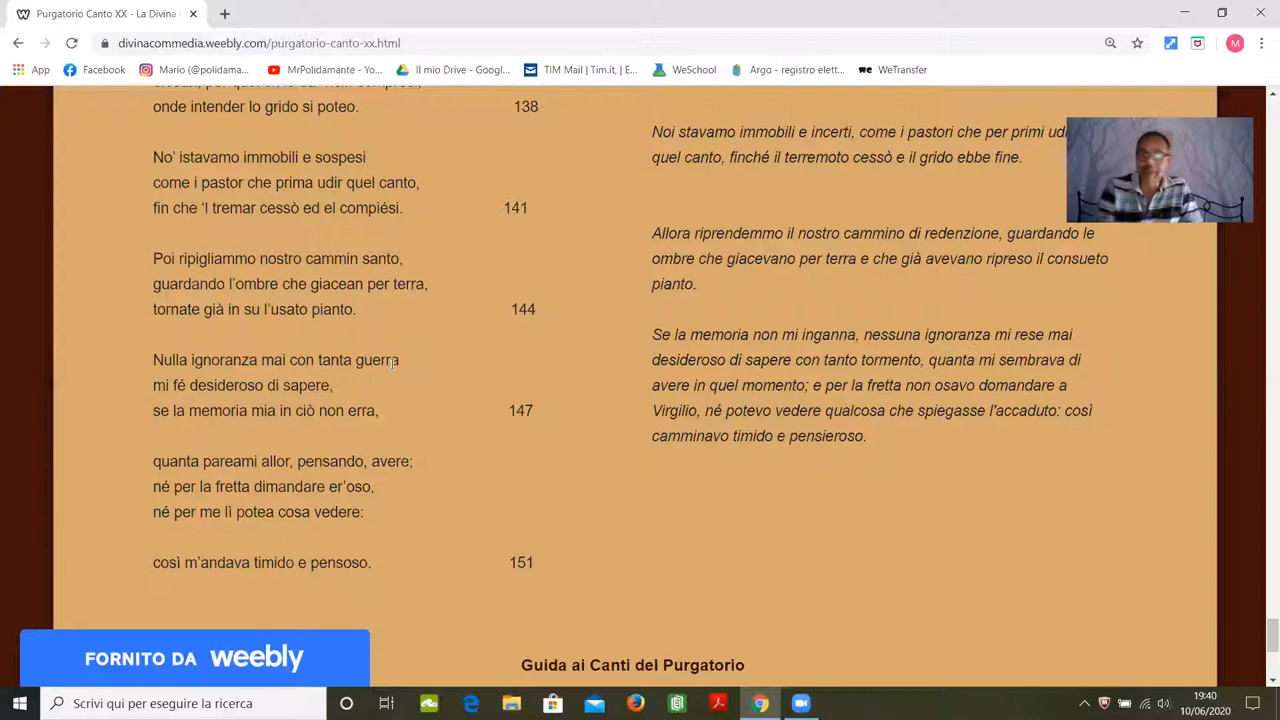 Purgatorio Canto XX - La Divina
divinacommedia.weebly.com/purgatorio-canto-xx.html
App
Facebook
Mario (@polidama...
MrPolidamante - Yo...
Il mio Drive - Googl...
TIM Mail | Tim.it, | E...
WeSchool
Argo - registro elett...
WeTransfer
onde intender lo grido si poteo. 138
No' istavamo immobili e sospesi
come i pastor che prima udir quel canto,
fin che 'l tremar cessò ed el compiési. 141
Poi ripigliammo nostro cammin santo,
guardando l'ombre che giacean per terra,
tornate già in su l'usato pianto. 144
Nulla ignoranza mai con tanta guerra
mi fé desideroso di sapere,
se la memoria mia in ciò non erra, 147
quanta pareami allor, pensando, avere;
né per la fretta dimandare er'oso,
né per me lì potea cosa vedere:
così m'andava timido e pensoso. 151
Noi stavamo immobili e incerti, come i pastori che per primi udi
quel canto, finché il terremoto cessò e il grido ebbe fine.
Allora riprendemmo il nostro cammino di redenzione, guardando le
ombre che giacevano per terra e che già avevano ripreso il consueto
pianto.
Se la memoria non mi inganna, nessuna ignoranza mi rese mai
desideroso di sapere con tanto tormento, quanta mi sembrava di
avere in quel momento; e per la fretta non osavo domandare a
Virgilio, né potevo vedere qualcosa che spiegasse l'accaduto: così
camminavo timido e pensieroso.
FORNITO DA weebly
Guida ai Canti del Purgatorio
Scrivi qui per eseguire la ricerca
19:40
10/06/2020